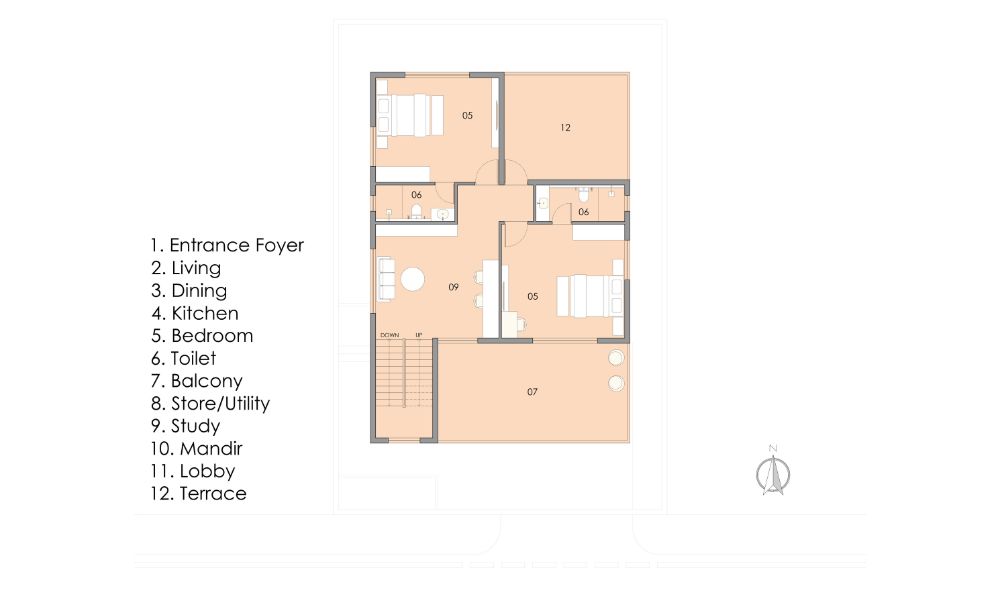 05
12
06
06
1. Entrance Foyer
2. Living
3. Dining
4. Kitchen
5. Bedroom
6. Toilet
7. Balcony
8. Store/Utility
9. Study
10. Mandir
11. Lobby
12. Terrace
09
05
DOWN UP
07
N